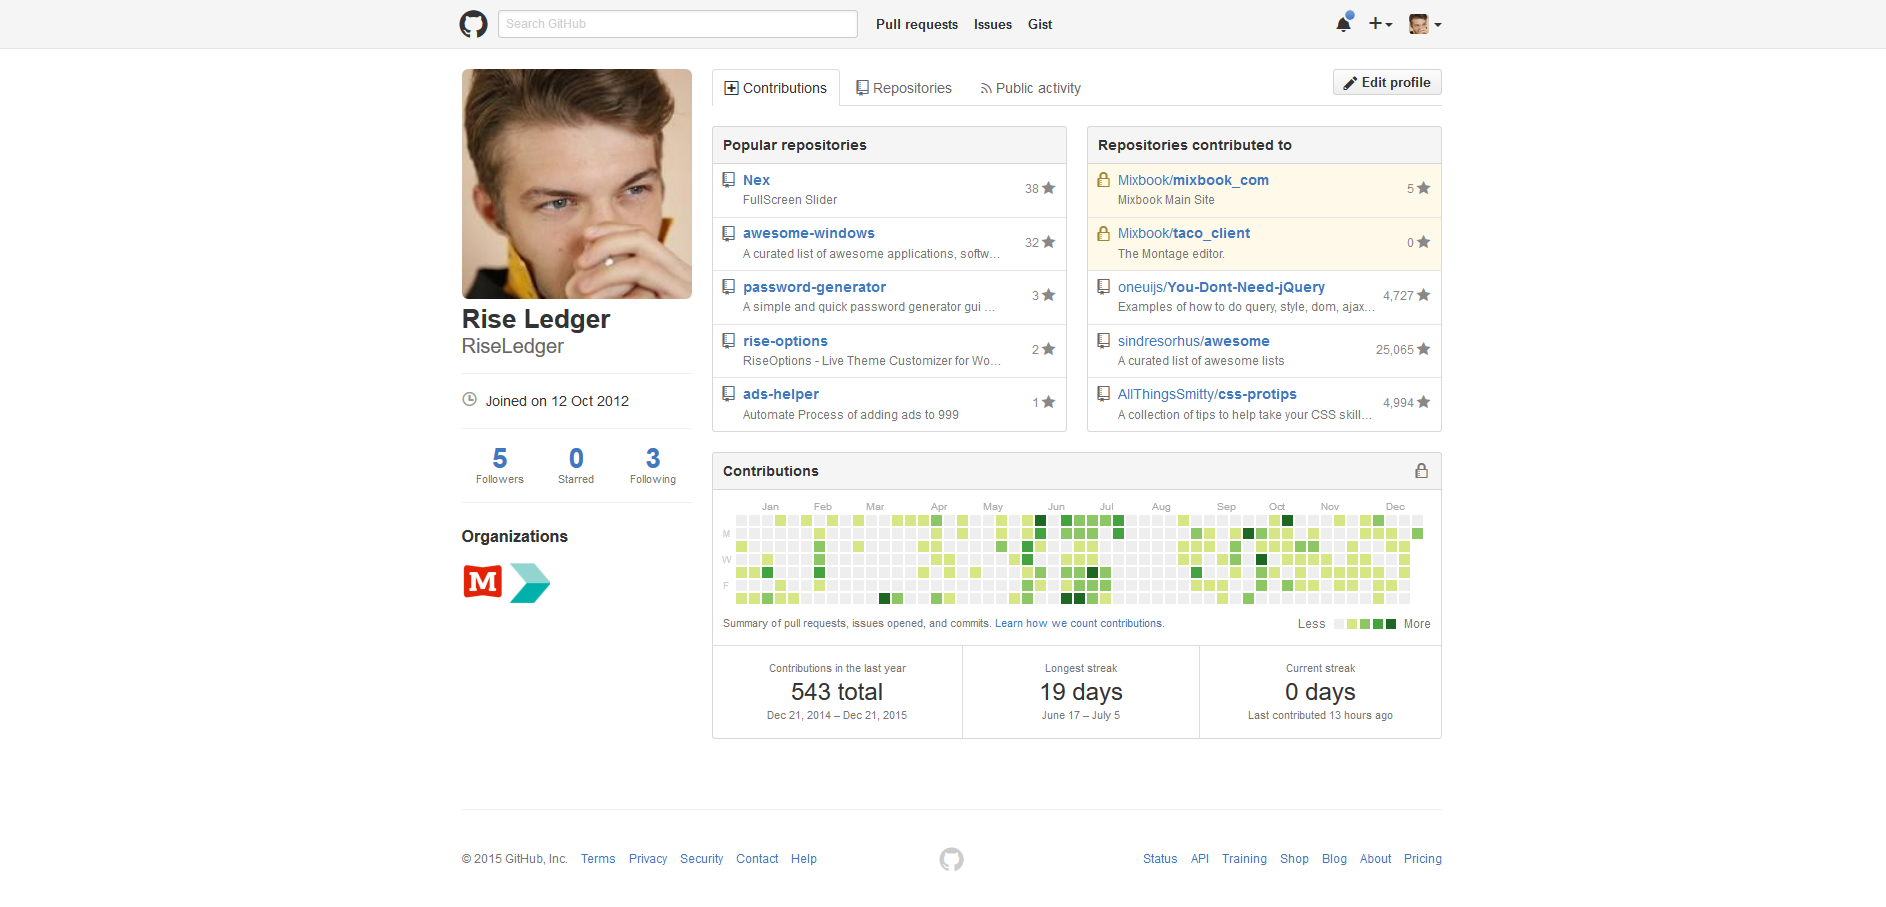 Search GitHub
Pull requests
Issues
Gist
Rise Ledger
RiseLedger
Joined on 12 Oct 2012
5
Followers
0
Starred
3
Following
Organizations
M
Contributions
Repositories
Public activity
Edit profile
Popular repositories
Nex
FullScreen Slider
38
awesome-windows
A curated list of awesome applications, softw…
32
password-generator
A simple and quick password generator gui …
3
rise-options
RiseOptions - Live Theme Customizer for Wo…
2
ads-helper
Automate Process of adding ads to 999
1
Repositories contributed to
Mixbook/mixbook_com
Mixbook Main Site
5
Mixbook/taco_client
The Montage editor.
0
oneuijs/You-Dont-Need-jQuery
Examples of how to do query, style, dom, ajax…
4,727
sindresorhus/awesome
A curated list of awesome lists
25,065
AllThingsSmitty/css-protips
A collection of tips to help take your CSS skill…
4,994
Contributions
Jan Feb Mar Apr May Jun Jul Aug Sep Oct Nov Dec
M
W
F
Summary of pull requests, issues opened, and commits. Learn how we count contributions.
Less More
Contributions in the last year
543 total
Dec 21, 2014 – Dec 21, 2015
Longest streak
19 days
June 17 – July 5
Current streak
0 days
Last contributed 13 hours ago
© 2015 GitHub, Inc. Terms Privacy Security Contact Help
Status API Training Shop Blog About Pricing